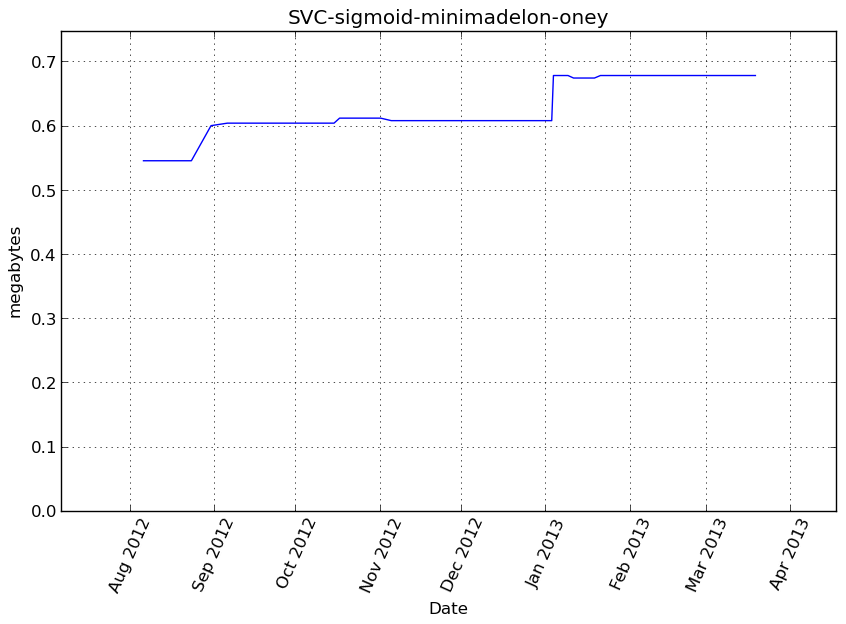 SVC-sigmoid-minimadelon-oney
megabytes
0.7
0.6
0.5
0.4
0.3
0.2
0.1
0.0
Aug 2012
Sep 2012
Oct 2012
Nov 2012
Dec 2012
Jan 2013
Feb 2013
Mar 2013
Apr 2013
Date